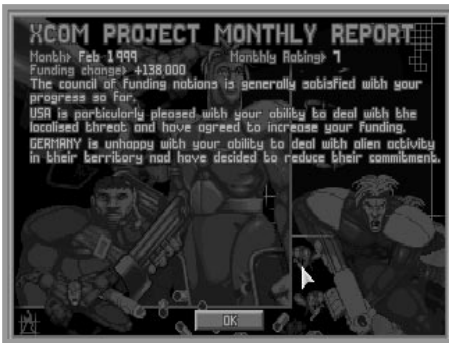 XCOM PROJECT MONTHLY REPORT
Month> Feb 1999 Monthly Rating> 7
Funding change> +138000
The council of funding nations is generally satisfied with your
progress so far.
USA is particularly pleased with your ability to deal with the
localised threat and have agreed to increase your funding.
GERMANY is unhappy with your ability to deal with alien activity
in their territory nad have decided to reduce their commitment.
OK